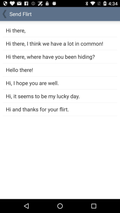 4:34
Send Flirt
Hi there,
Hi there, I think we have a lot in common!
Hi there, where have you been hiding?
Hello there!
Hi, I hope you are well.
Hi, it seems to be my lucky day.
Hi and thanks for your flirt.